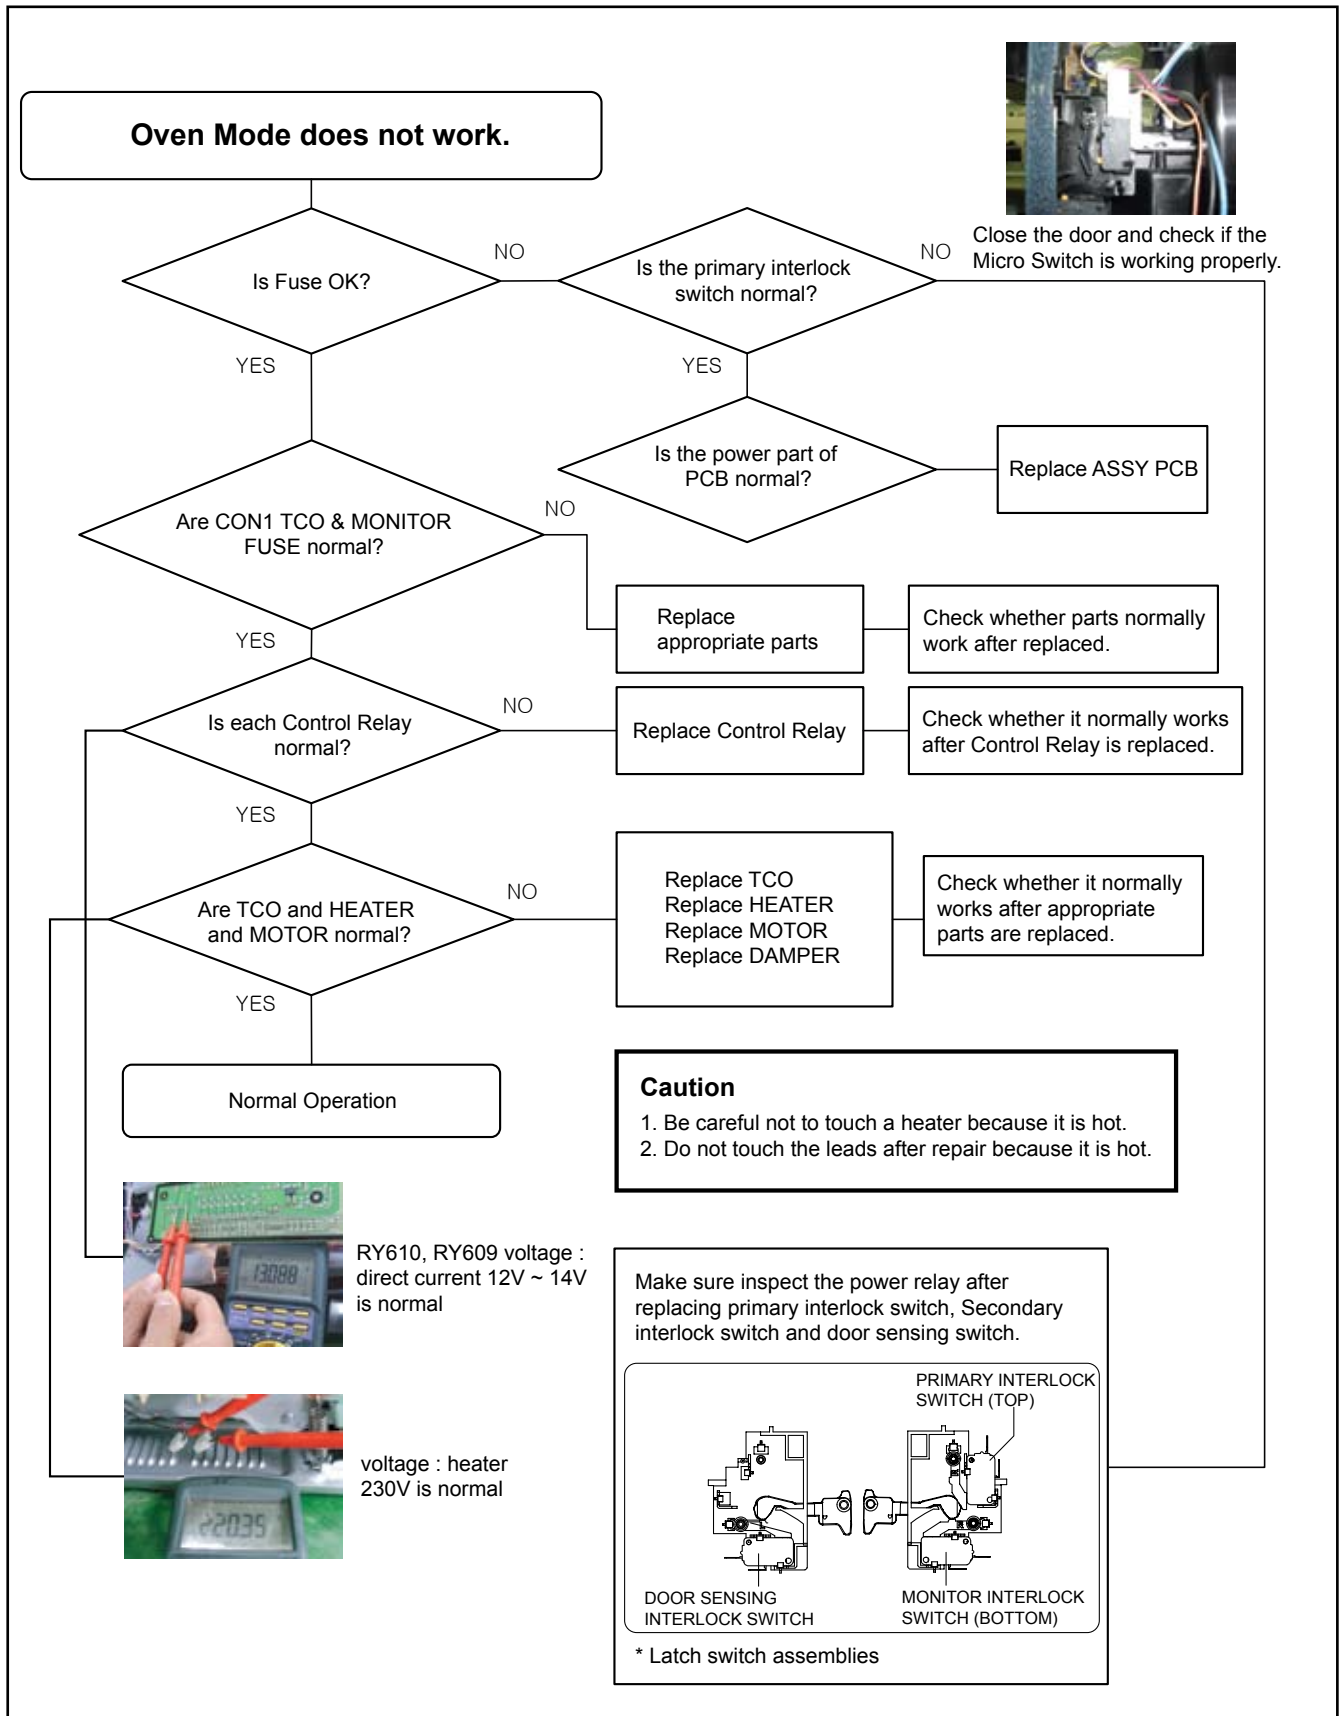 Oven Mode does not work.
Close the door and check if the
Micro Switch is working properly.
Is Fuse OK?
NO
Is the primary interlock
switch normal?
NO
YES
YES
Is the power part of
PCB normal?
Replace ASSY PCB
Are CON1 TCO & MONITOR
FUSE normal?
NO
Replace
appropriate parts
Check whether parts normally
work after replaced.
YES
Is each Control Relay
normal?
NO
Replace Control Relay
Check whether it normally works
after Control Relay is replaced.
YES
Are TCO and HEATER
and MOTOR normal?
NO
Replace TCO
Replace HEATER
Replace MOTOR
Replace DAMPER
Check whether it normally
works after appropriate
parts are replaced.
YES
Normal Operation
Caution
1. Be careful not to touch a heater because it is hot.
2. Do not touch the leads after repair because it is hot.
13.088
RY610, RY609 voltage :
direct current 12V ~ 14V
is normal
220.35
voltage : heater
230V is normal
Make sure inspect the power relay after
replacing primary interlock switch, Secondary
interlock switch and door sensing switch.
PRIMARY INTERLOCK
SWITCH (TOP)
DOOR SENSING
INTERLOCK SWITCH
MONITOR INTERLOCK
SWITCH (BOTTOM)
* Latch switch assemblies